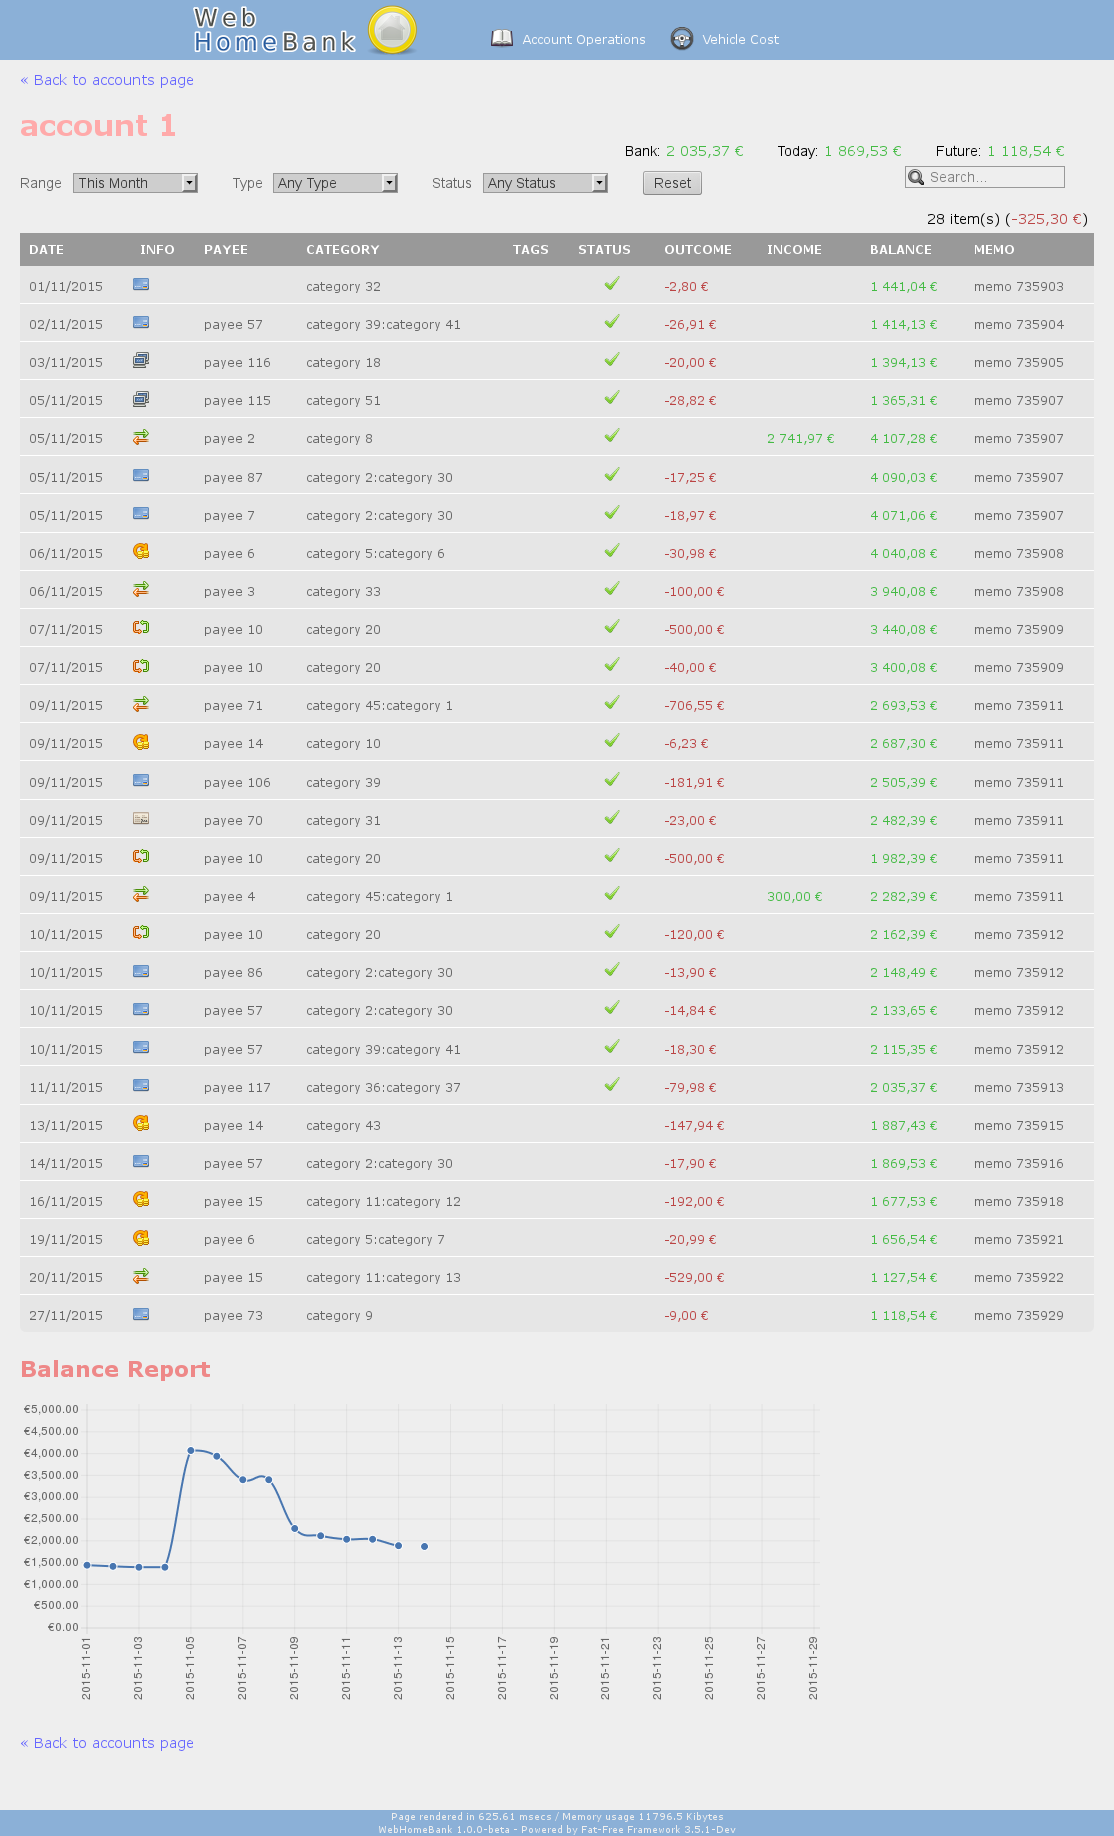 Web
HomeBank
Account Operations Vehicle Cost
« Back to accounts page
account 1
Bank: 2 035,37 € Today: 1 869,53 € Future: 1 118,54 €
Range This Month Type Any Type Status Any Status Reset Search...
28 item(s) (-325,30 €)
DATE INFO PAYEE CATEGORY TAGS STATUS OUTCOME INCOME BALANCE MEMO
01/11/2015 category 32 -2,80 € 1 441,04 € memo 735903
02/11/2015 payee 57 category 39:category 41 -26,91 € 1 414,13 € memo 735904
03/11/2015 payee 116 category 18 -20,00 € 1 394,13 € memo 735905
05/11/2015 payee 115 category 51 -28,82 € 1 365,31 € memo 735907
05/11/2015 payee 2 category 8 2 741,97 € 4 107,28 € memo 735907
05/11/2015 payee 87 category 2:category 30 -17,25 € 4 090,03 € memo 735907
05/11/2015 payee 7 category 2:category 30 -18,97 € 4 071,06 € memo 735907
06/11/2015 payee 6 category 5:category 6 -30,98 € 4 040,08 € memo 735908
06/11/2015 payee 3 category 33 -100,00 € 3 940,08 € memo 735908
07/11/2015 payee 10 category 20 -500,00 € 3 440,08 € memo 735909
07/11/2015 payee 10 category 20 -40,00 € 3 400,08 € memo 735909
09/11/2015 payee 71 category 45:category 1 -706,55 € 2 693,53 € memo 735911
09/11/2015 payee 14 category 10 -6,23 € 2 687,30 € memo 735911
09/11/2015 payee 106 category 39 -181,91 € 2 505,39 € memo 735911
09/11/2015 payee 70 category 31 -23,00 € 2 482,39 € memo 735911
09/11/2015 payee 10 category 20 -500,00 € 1 982,39 € memo 735911
09/11/2015 payee 4 category 45:category 1 300,00 € 2 282,39 € memo 735911
10/11/2015 payee 10 category 20 -120,00 € 2 162,39 € memo 735912
10/11/2015 payee 86 category 2:category 30 -13,90 € 2 148,49 € memo 735912
10/11/2015 payee 57 category 2:category 30 -14,84 € 2 133,65 € memo 735912
10/11/2015 payee 57 category 39:category 41 -18,30 € 2 115,35 € memo 735912
11/11/2015 payee 117 category 36:category 37 -79,98 € 2 035,37 € memo 735913
13/11/2015 payee 14 category 43 -147,94 € 1 887,43 € memo 735915
14/11/2015 payee 57 category 2:category 30 -17,90 € 1 869,53 € memo 735916
16/11/2015 payee 15 category 11:category 12 -192,00 € 1 677,53 € memo 735918
19/11/2015 payee 6 category 5:category 7 -20,99 € 1 656,54 € memo 735921
20/11/2015 payee 15 category 11:category 13 -529,00 € 1 127,54 € memo 735922
27/11/2015 payee 73 category 9 -9,00 € 1 118,54 € memo 735929
Balance Report
€5,000.00
€4,500.00
€4,000.00
€3,500.00
€3,000.00
€2,500.00
€2,000.00
€1,500.00
€1,000.00
€500.00
€0.00
2015-11-01 2015-11-03 2015-11-05 2015-11-07 2015-11-09 2015-11-11 2015-11-13 2015-11-15 2015-11-17 2015-11-19 2015-11-21 2015-11-23 2015-11-25 2015-11-27 2015-11-29
« Back to accounts page
Page rendered in 625.61 msecs / Memory usage 11796.5 Kibytes
WebHomeBank 1.0.0-beta - Powered by Fat-Free Framework 3.5.1-Dev